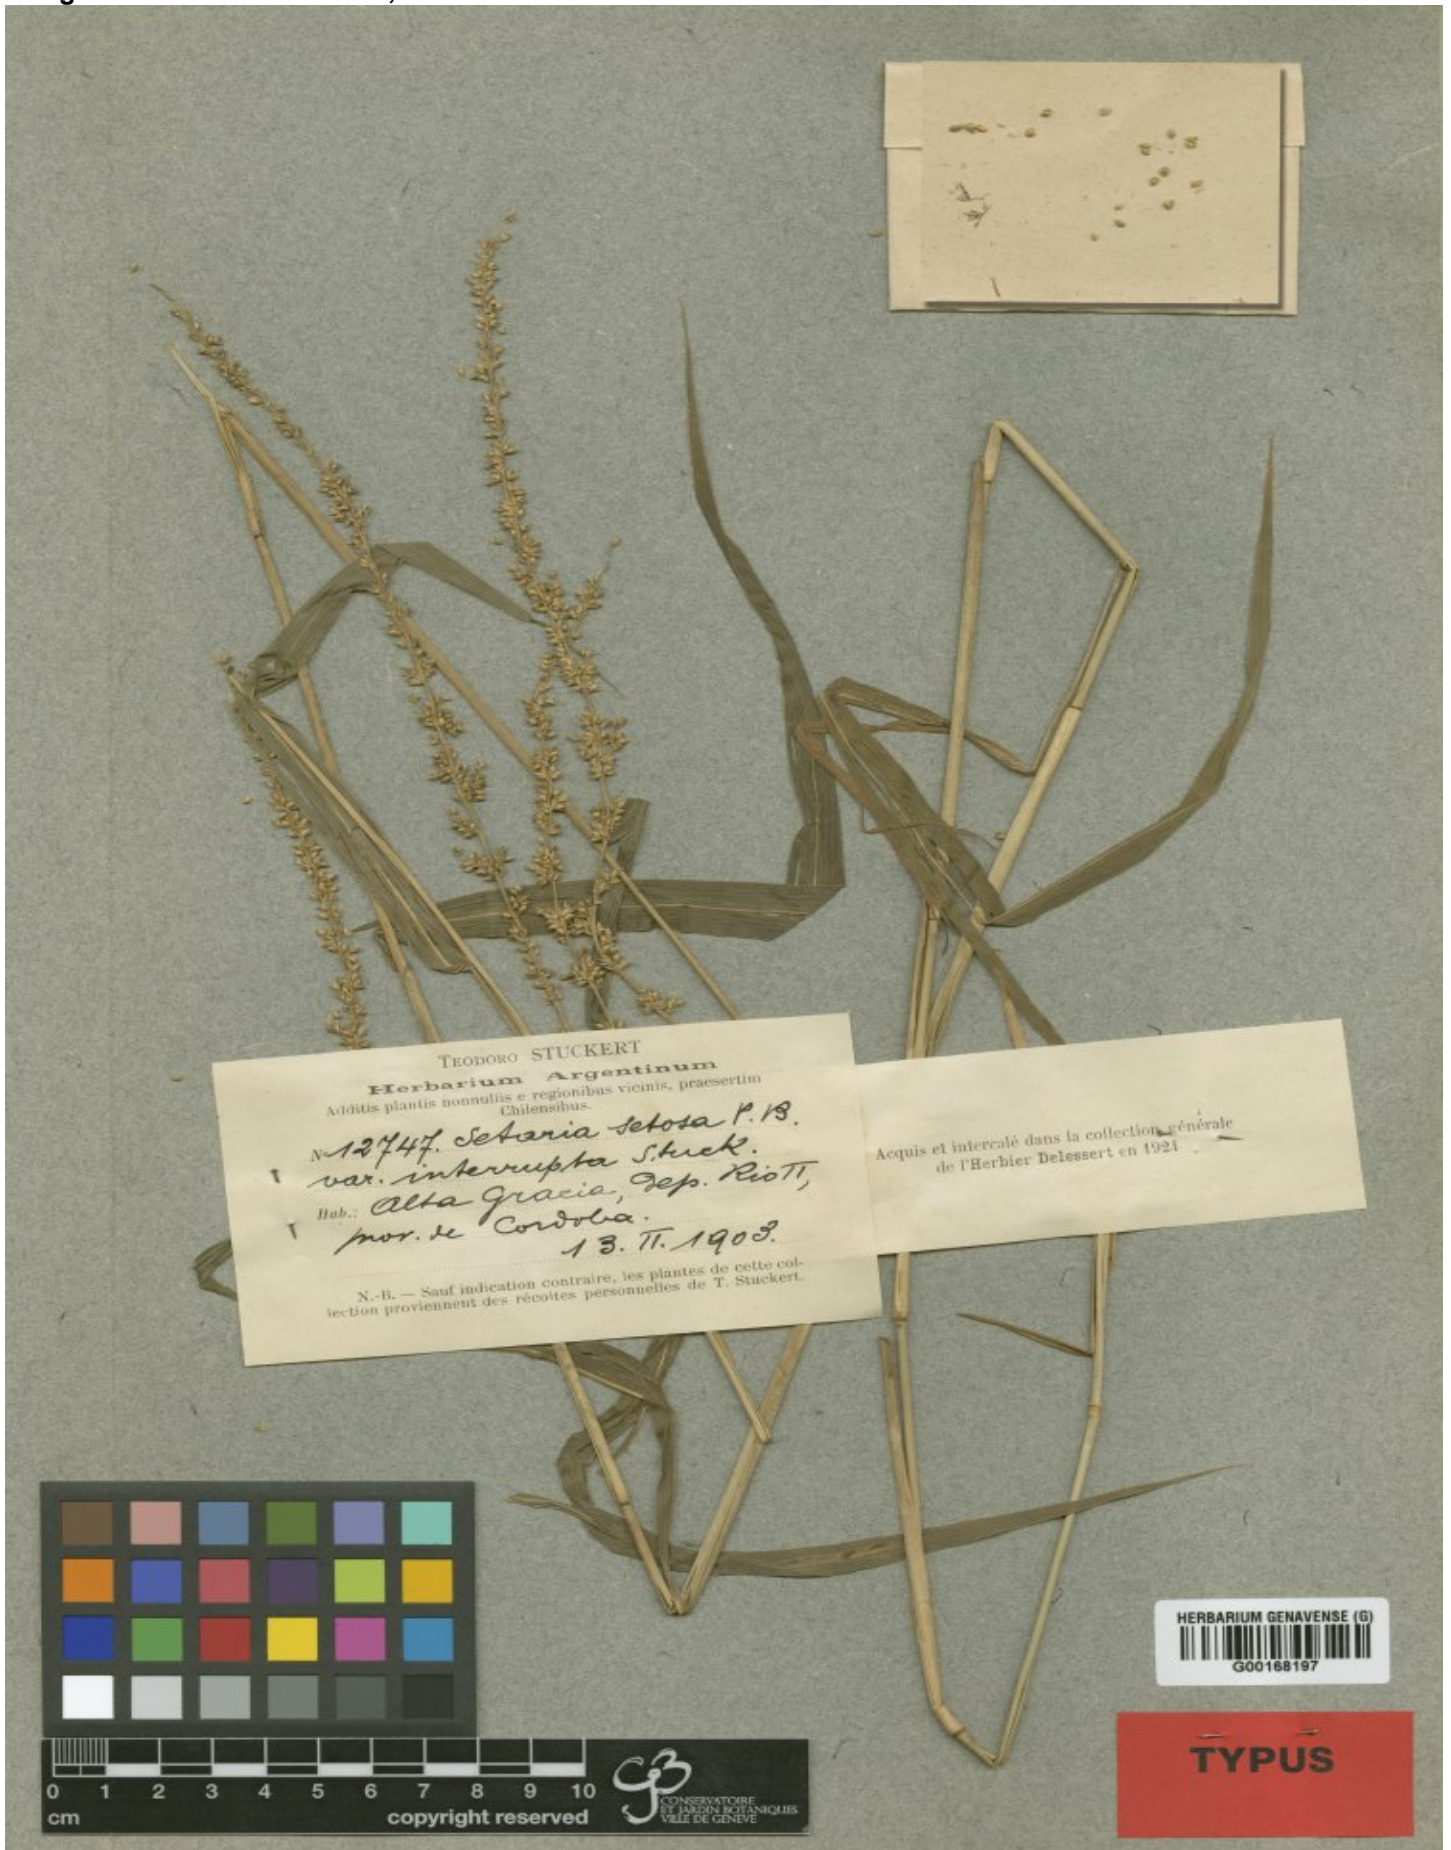 TEODORO STUCKERT
Herbarium Argentinum
Additis plantis nonnullis e regionibus vicinis, praesertim
Chilensibus.
No 12747. Setaria setosa P. B.
var. interrupta Stuck.
Hab.: Alta Gracia, Dep. Rio II,
prov. de Cordoba.
13. II. 1903.
N.-B. — Sauf indication contraire, les plantes de cette col-
lection proviennent des récoltes personnelles de T. Stuckert.
Acquis et intercalé dans la collection générale
de l'Herbier Delessert en 1921
HERBARIUM GENAVENSE (G)
G00168197
TYPUS
0 1 2 3 4 5 6 7 8 9 10
cm
copyright reserved
CONSERVATOIRE
ET JARDIN BOTANIQUES
VILLE DE GENEVE